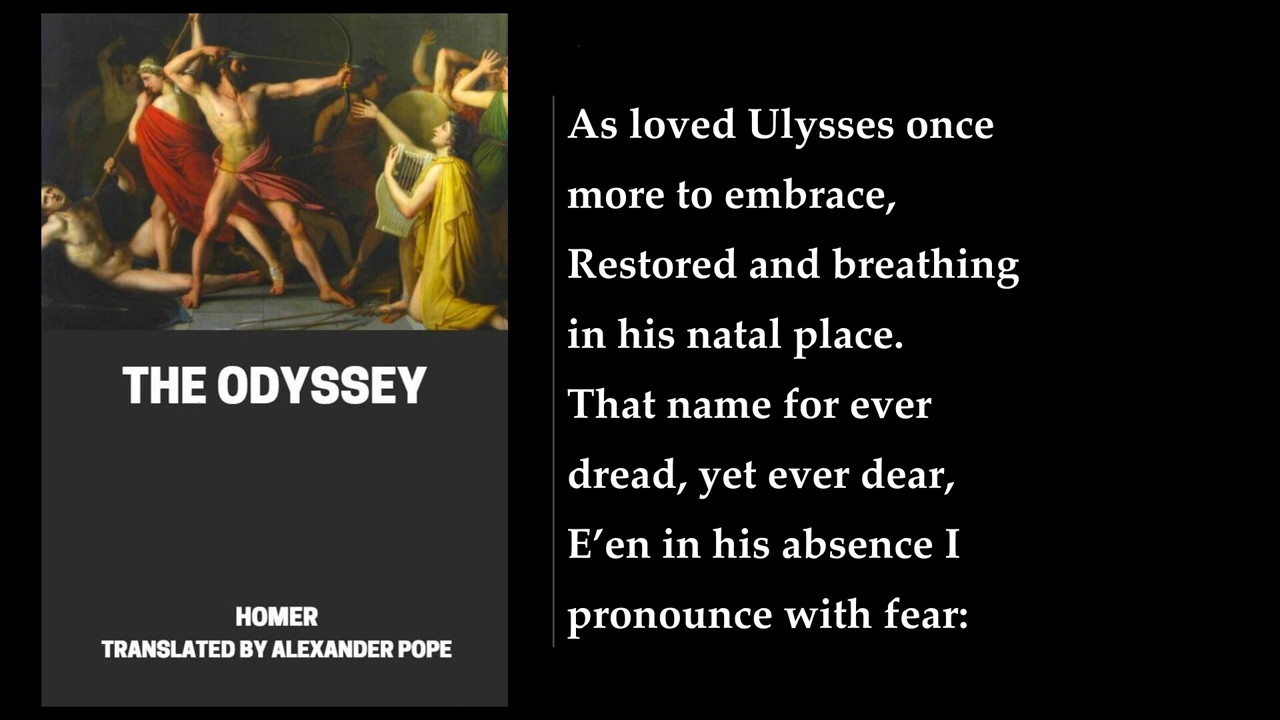 THE ODYSSEY
HOMER
TRANSLATED BY ALEXANDER POPE
As loved Ulysses once
more to embrace,
Restored and breathing
in his natal place.
That name for ever
dread, yet ever dear,
E’en in his absence I
pronounce with fear: